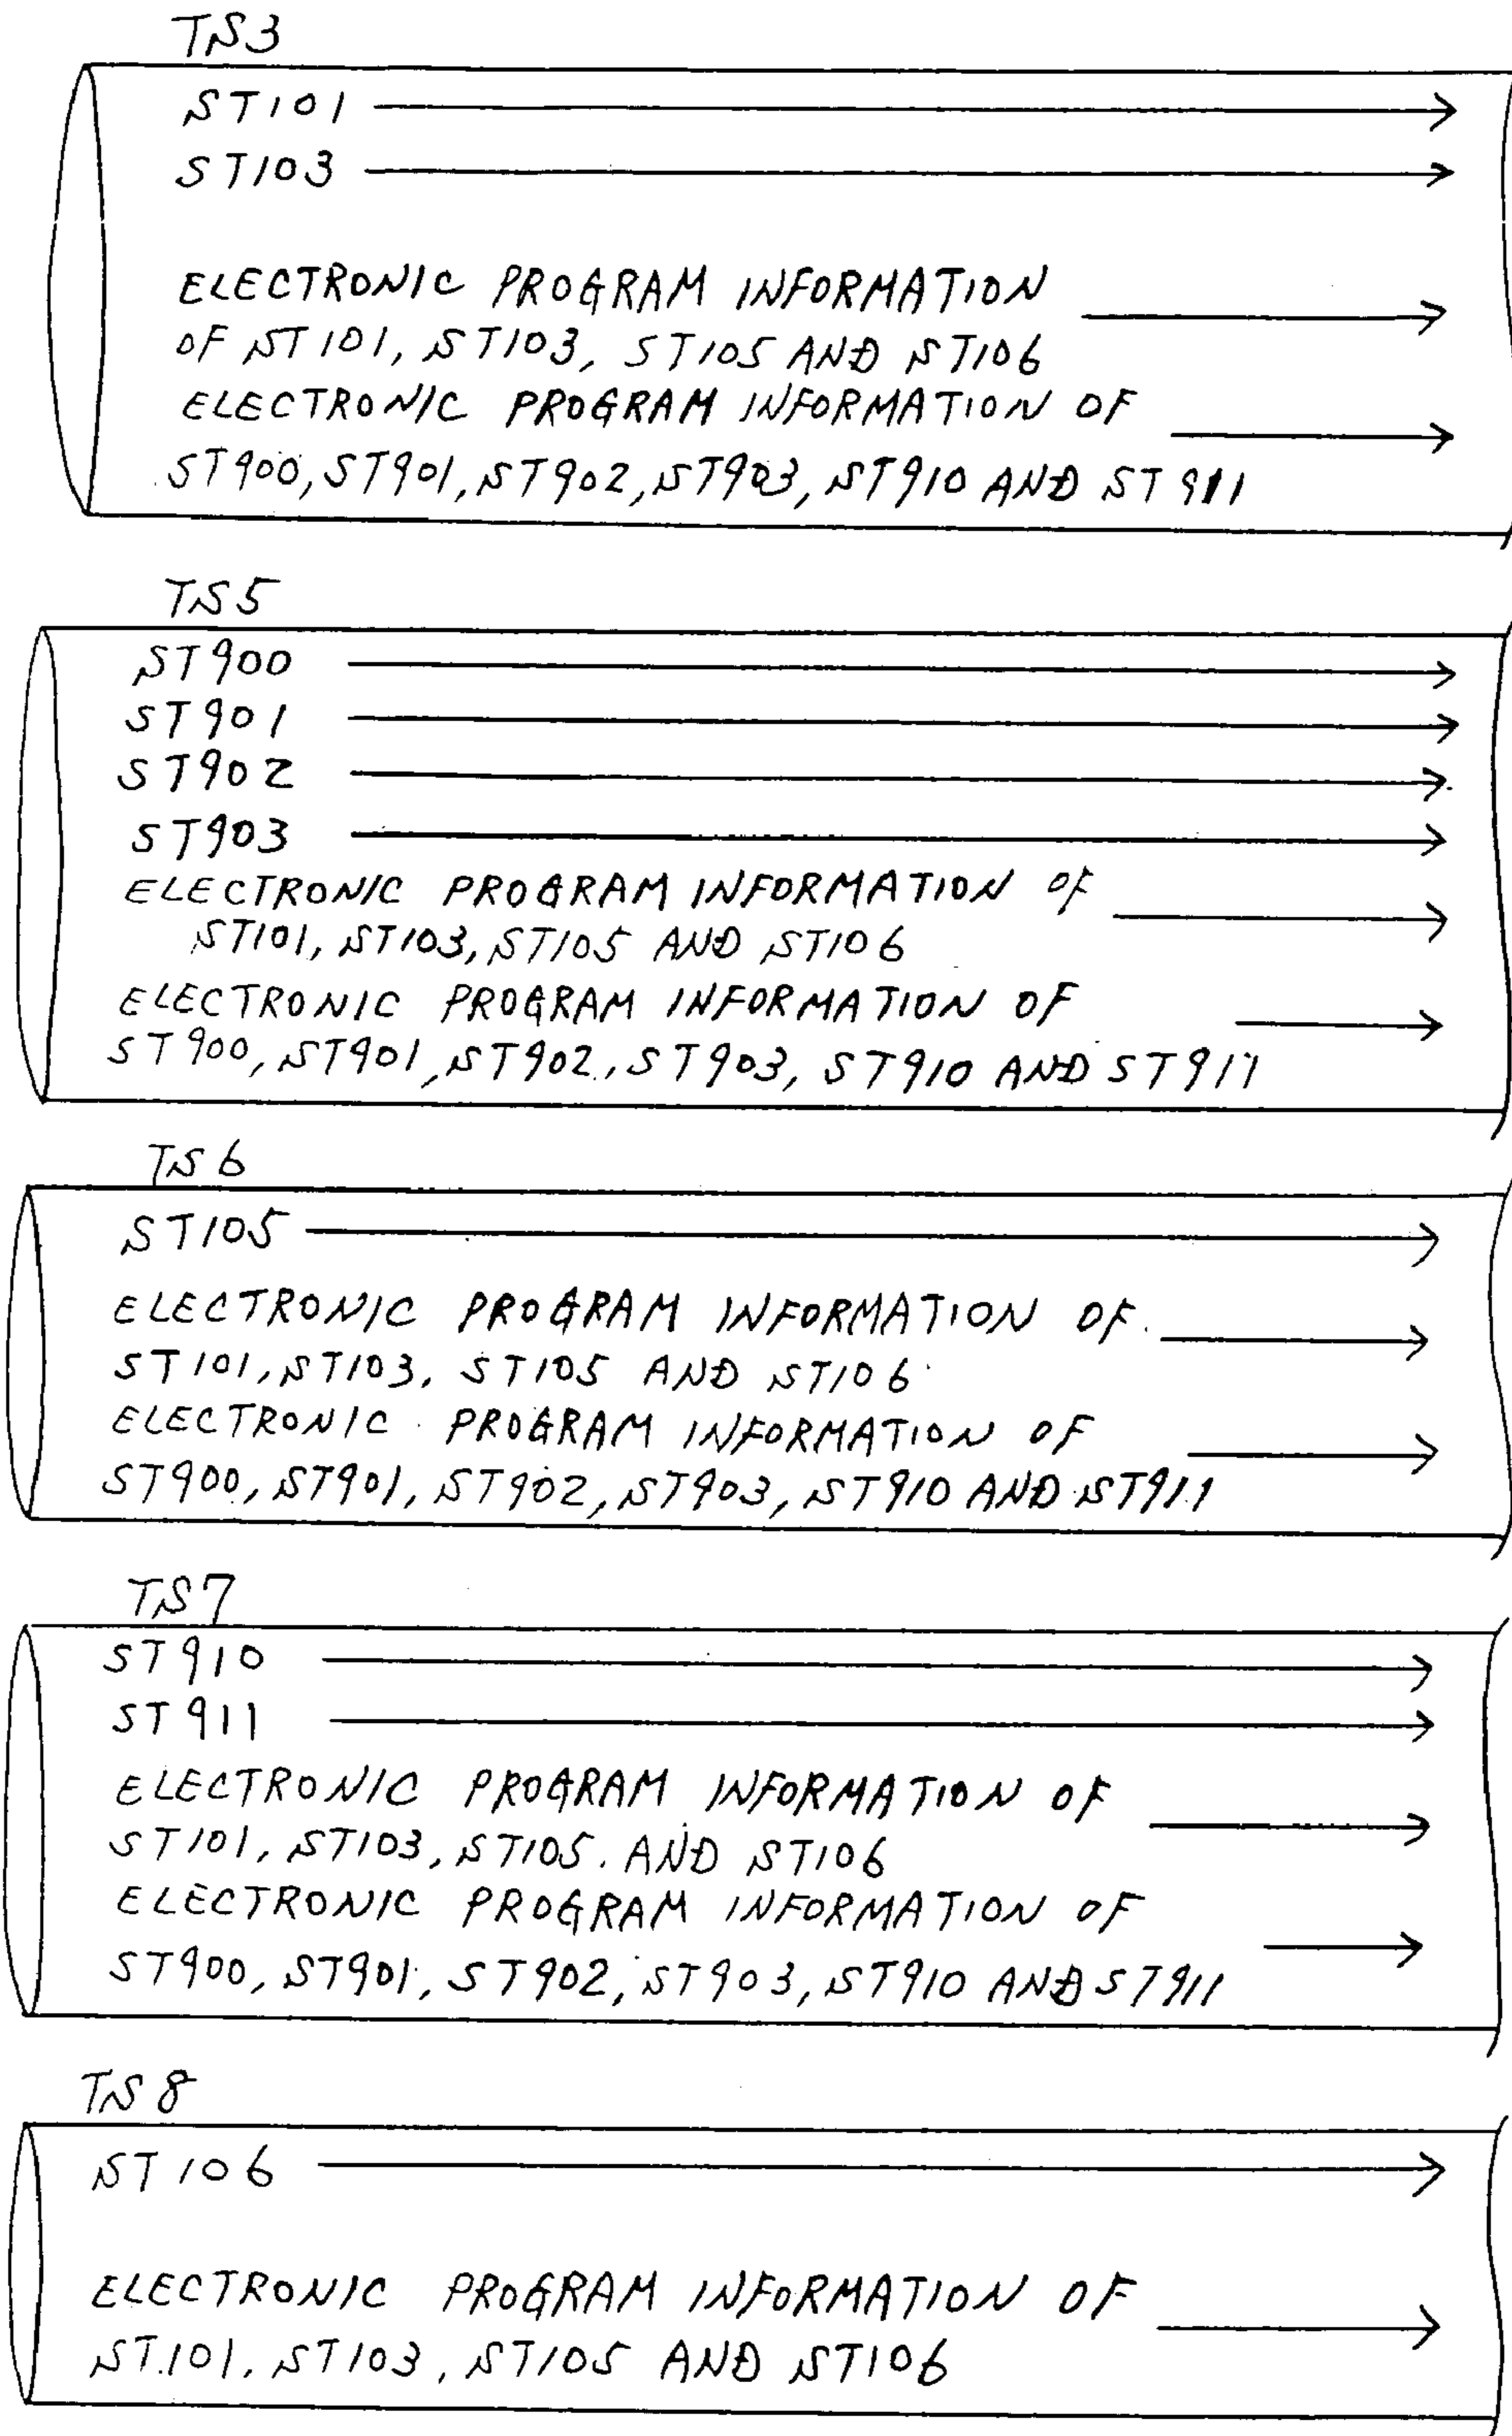 TS3
ST101
ST103
ELECTRONIC PROGRAM INFORMATION
OF ST101, ST103, ST105 AND ST106
ELECTRONIC PROGRAM INFORMATION OF
ST900, ST901, ST902, ST903, ST910 AND ST911
TS5
ST900
ST901
ST902
ST903
ELECTRONIC PROGRAM INFORMATION OF
ST101, ST103, ST105 AND ST106
ELECTRONIC PROGRAM INFORMATION OF
ST900, ST901, ST902, ST903, ST910 AND ST911
TS6
ST105
ELECTRONIC PROGRAM INFORMATION OF
ST101, ST103, ST105 AND ST106
ELECTRONIC PROGRAM INFORMATION OF
ST900, ST901, ST902, ST903, ST910 AND ST911
TS7
ST910
ST911
ELECTRONIC PROGRAM INFORMATION OF
ST101, ST103, ST105 AND ST106
ELECTRONIC PROGRAM INFORMATION OF
ST900, ST901, ST902, ST903, ST910 AND ST911
TS8
ST106
ELECTRONIC PROGRAM INFORMATION OF
ST101, ST103, ST105 AND ST106